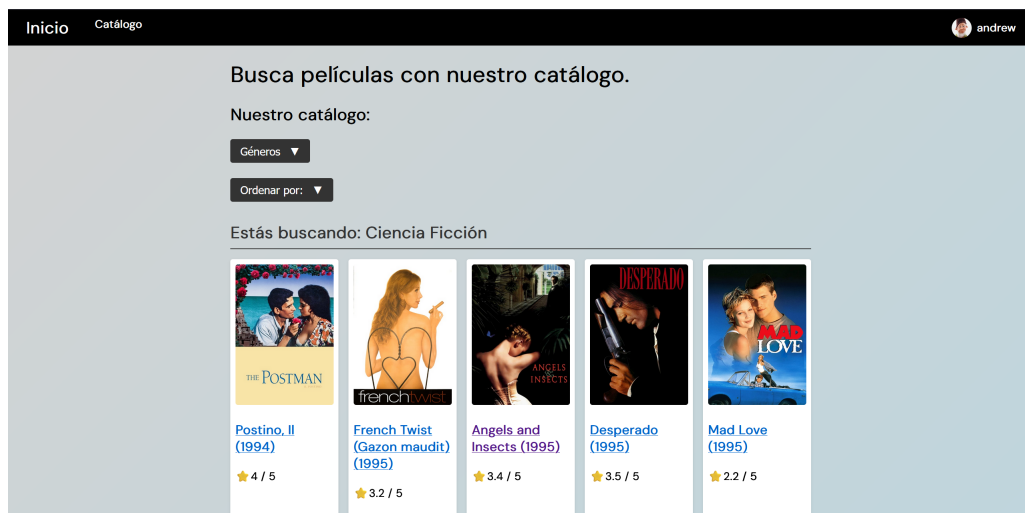 Inicio Catálogo andrew
Busca películas con nuestro catálogo.
Nuestro catálogo:
Géneros ▼
Ordenar por: ▼
Estás buscando: Ciencia Ficción
THE POSTMAN
frenchtwist
ANGELS
&
INSECTS
DESPERADO
MAD
LOVE
Postino, Il
(1994)
4 / 5
French Twist
(Gazon maudit)
(1995)
3.2 / 5
Angels and
Insects (1995)
3.4 / 5
Desperado
(1995)
3.5 / 5
Mad Love
(1995)
2.2 / 5